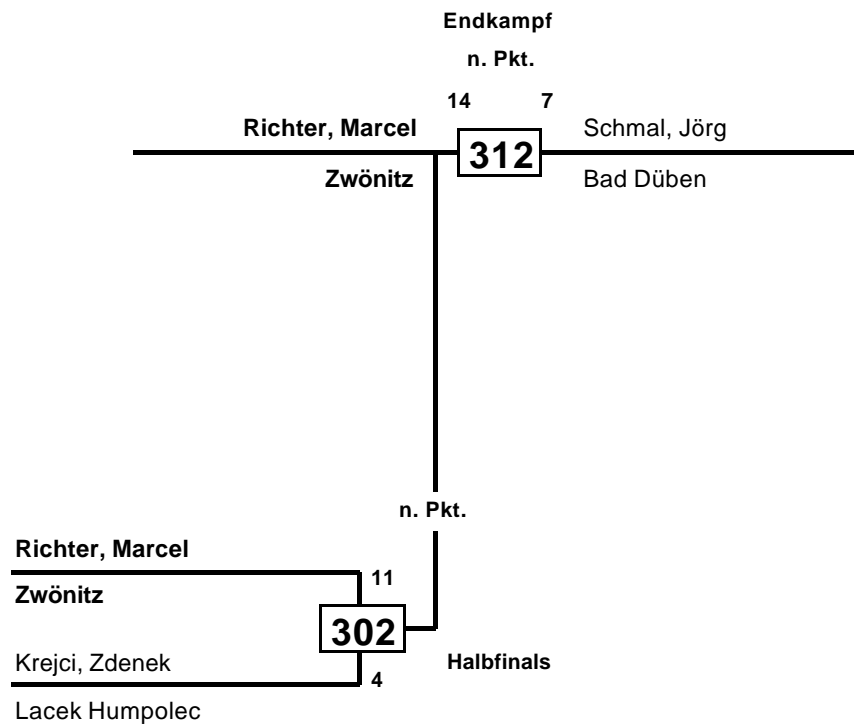 Endkampf
n. Pkt.
14 7
Richter, Marcel 312 Schmal, Jörg
Zwönitz Bad Düben
n. Pkt.
Richter, Marcel
11
Zwönitz
302
Krejci, Zdenek Halbfinals
4
Lacek Humpolec